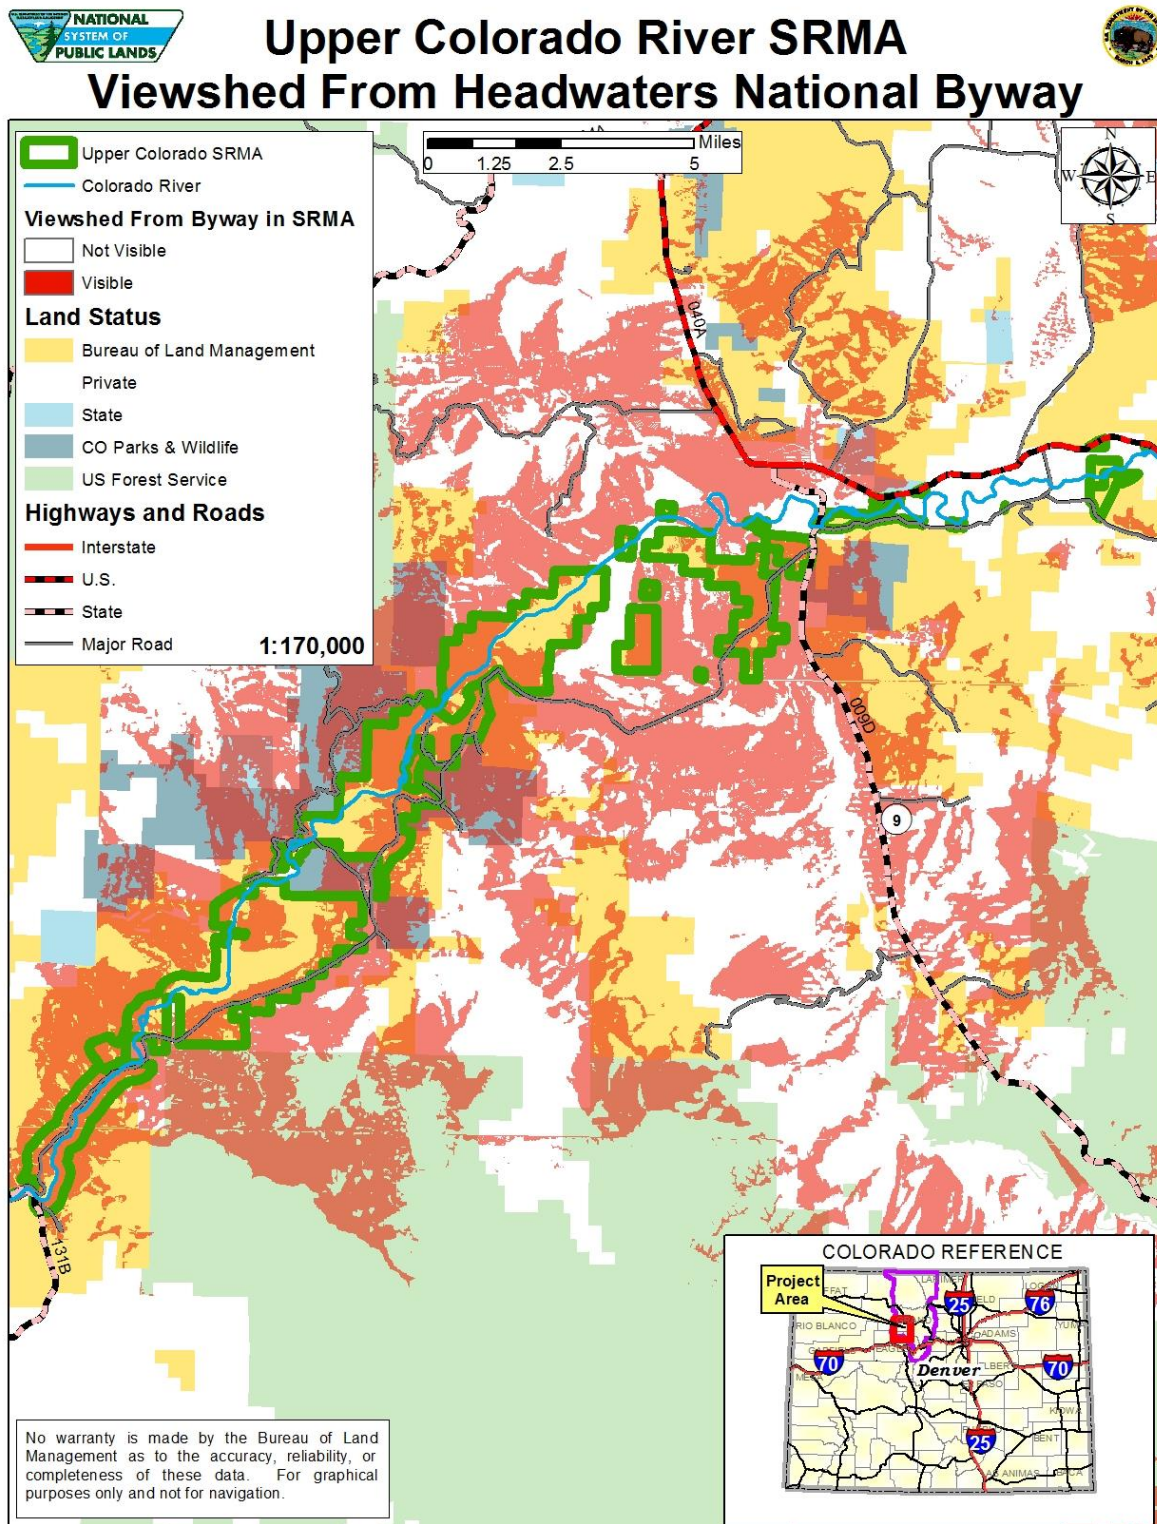 NATIONAL
SYSTEM OF
PUBLIC LANDS
Upper Colorado River SRMA
Viewshed From Headwaters National Byway
Upper Colorado SRMA
Colorado River
Viewshed From Byway in SRMA
Not Visible
Visible
Land Status
Bureau of Land Management
Private
State
CO Parks & Wildlife
US Forest Service
Highways and Roads
Interstate
U.S.
State
Major Road
1:170,000
Miles
0 1.25 2.5 5
N
W E
S
040A
009D
9
131B
COLORADO REFERENCE
Project
Area
25
76
RIO BLANCO
ADAMS
70
Denver
70
KIOWA
25
BENT
BACA
No warranty is made by the Bureau of Land
Management as to the accuracy, reliability, or
completeness of these data. For graphical
purposes only and not for navigation.